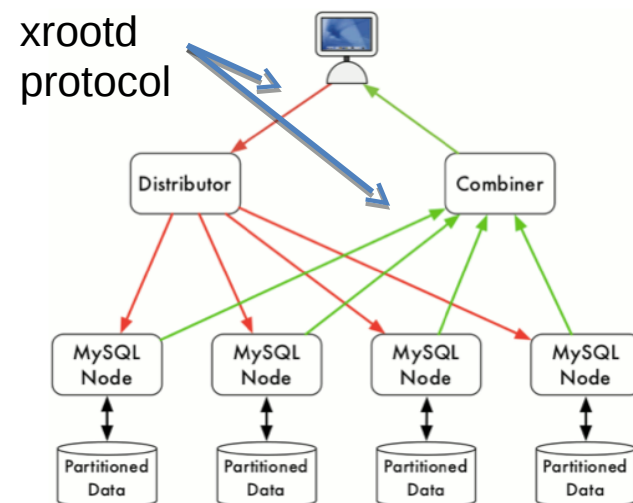 xrootd
protocol
Distributor
Combiner
MySQL
Node
MySQL
Node
MySQL
Node
MySQL
Node
Partitioned
Data
Partitioned
Data
Partitioned
Data
Partitioned
Data